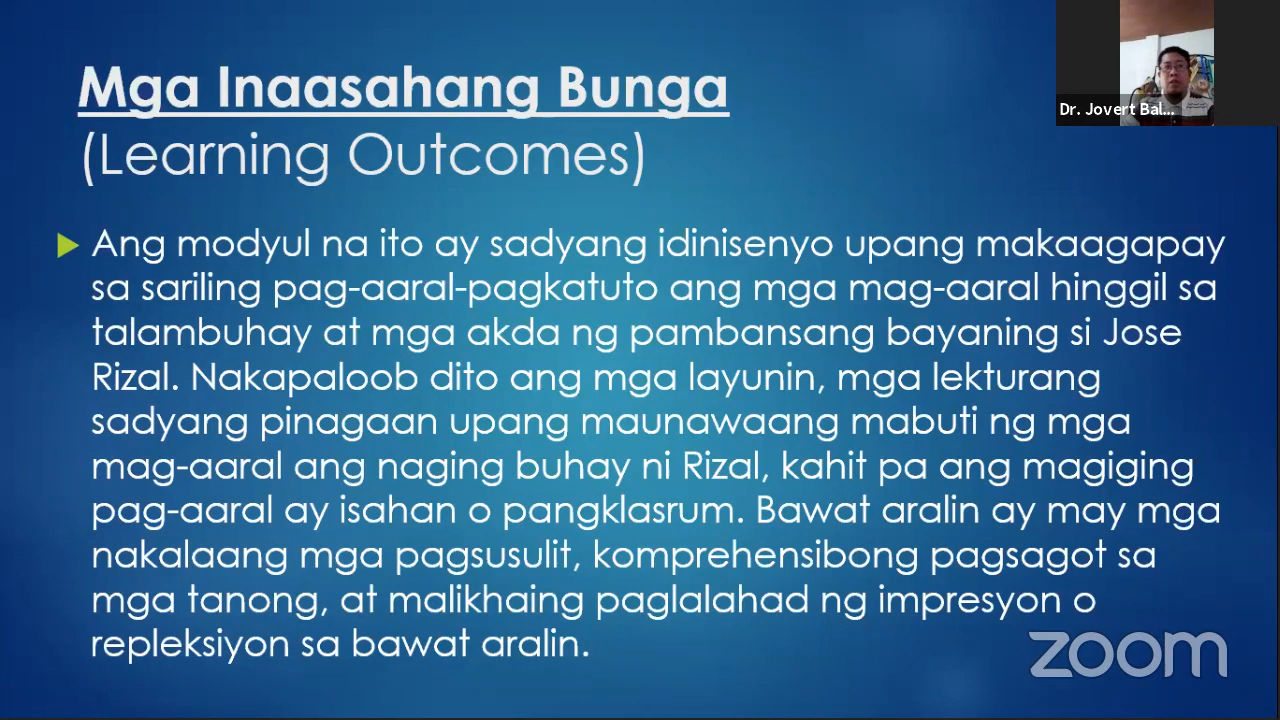 Mga Inaasahang Bunga
(Learning Outcomes)
Dr. Jovert Bal...
Ang modyul na ito ay sadyang idinisenyo upang makaagapay
sa sariling pag-aaral-pagkatuto ang mga mag-aaral hinggil sa
talambuhay at mga akda ng pambansang bayaning si Jose
Rizal. Nakapaloob dito ang mga layunin, mga lekturang
sadyang pinagaan upang maunawaang mabuti ng mga
mag-aaral ang naging buhay ni Rizal, kahit pa ang magiging
pag-aaral ay isahan o pangklasrum. Bawat aralin ay may mga
nakalaang mga pagsusulit, komprehensibong pagsagot sa
mga tanong, at malikhaing paglalahad ng impresyon o
repleksiyon sa bawat aralin.
zoom